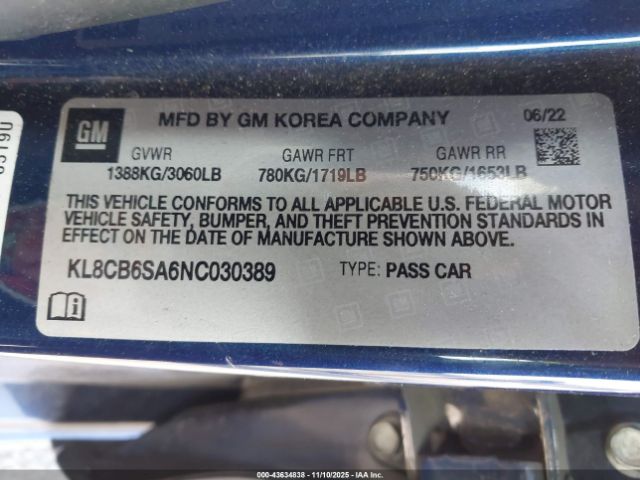 MFD BY GM KOREA COMPANY 06/22
GM
GVWR GAWR FRT GAWR RR
1388KG/3060LB 780KG/1719LB 750KG/1653LB
THIS VEHICLE CONFORMS TO ALL APPLICABLE U.S. FEDERAL MOTOR
VEHICLE SAFETY, BUMPER, AND THEFT PREVENTION STANDARDS IN
EFFECT ON THE DATE OF MANUFACTURE SHOWN ABOVE.
KL8CB6SA6NC030389 TYPE: PASS CAR
000-43634838 - 11/10/2025 - IAA Inc.